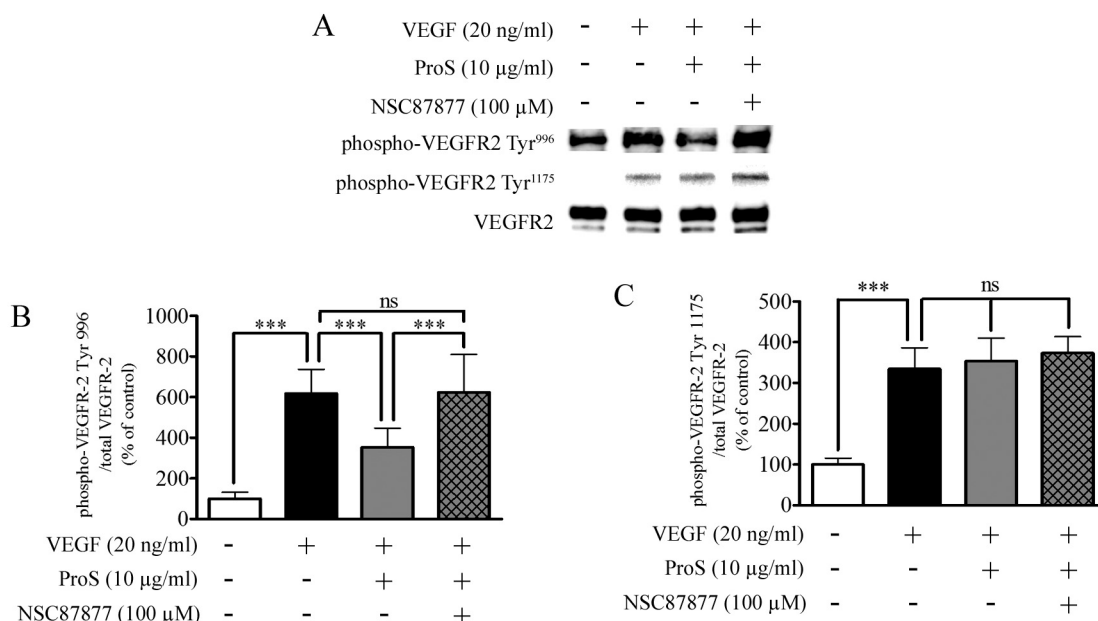 A
VEGF (20 ng/ml) - + + +
ProS (10 µg/ml) - - + +
NSC87877 (100 µM) - - - +
phospho-VEGFR2 Tyr⁹⁹⁶
phospho-VEGFR2 Tyr¹¹⁷⁵
VEGFR2
B
phospho-VEGFR-2 Tyr 996
/total VEGFR-2
(% of control)
1000
800
600
400
200
0
ns
*** *** ***
VEGF (20 ng/ml) - + + +
ProS (10 µg/ml) - - + +
NSC87877 (100 µM) - - - +
C
phospho-VEGFR-2 Tyr 1175
/total VEGFR-2
(% of control)
500
400
300
200
100
0
*** ns
VEGF (20 ng/ml) - + + +
ProS (10 µg/ml) - - + +
NSC87877 (100 µM) - - - +